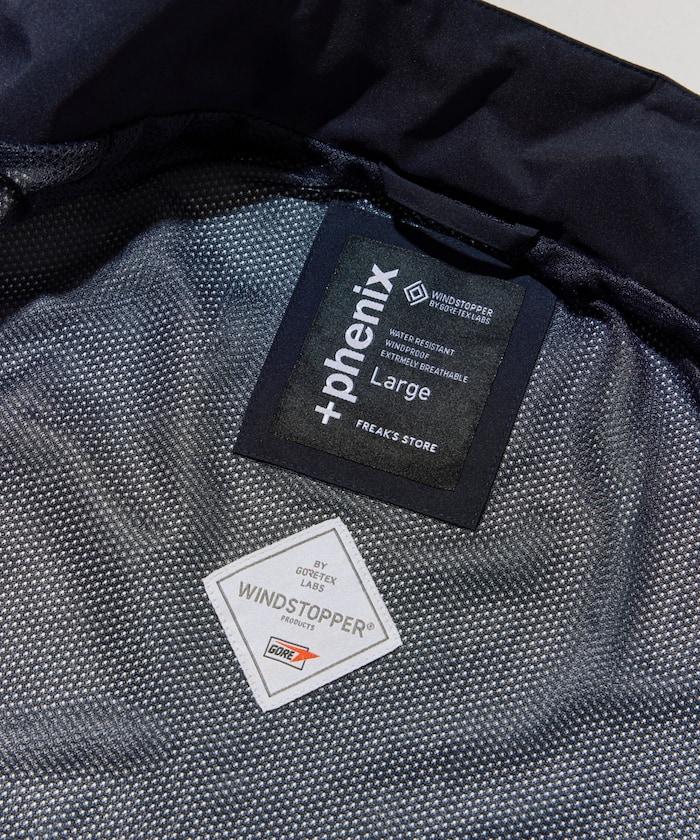 +phenix
WINDSTOPPER
BY GORE-TEX LABS
WATER RESISTANT
WINDPROOF
EXTRMELY BREATHABLE
Large
FREAK'S STORE
BY
GORE-TEX
LABS
WINDSTOPPER®
PRODUCTS
GORE